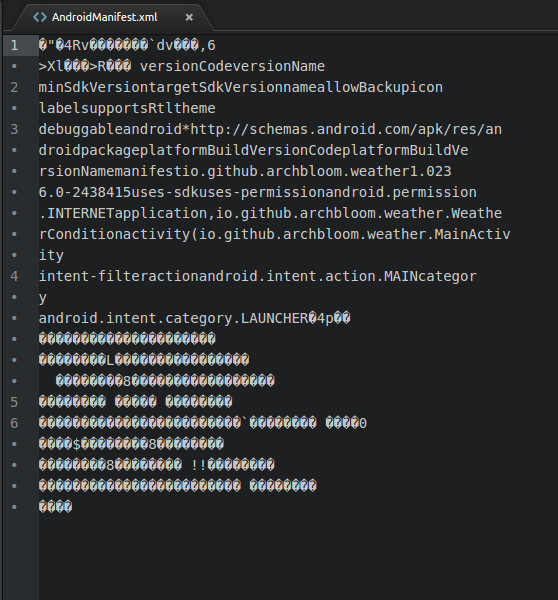 AndroidManifest.xml
1 �"�4Rv�������`dv���,6
>Xl���>R��� versionCodeversionName
2 minSdkVersiontargetSdkVersionnameallowBackupicon
labelsupportsRtltheme
3 debuggableandroid*http://schemas.android.com/apk/res/an
droidpackageplatformBuildVersionCodeplatformBuildVe
rsionNamemanifestio.github.archbloom.weather1.023
6.0-2438415uses-sdkuses-permissionandroid.permission
.INTERNETapplication,io.github.archbloom.weather.Weathe
rConditionactivity(io.github.archbloom.weather.MainActiv
ity
4 intent-filteractionandroid.intent.action.MAINcategor
y
android.intent.category.LAUNCHER�4p��
���������������������
��������L����������������
��������8�����������������
5 �������� ����� ��������
6 ������������������������`�������� ����0
����$��������8��������
��������8�������� !!��������
������������������������ ��������
����